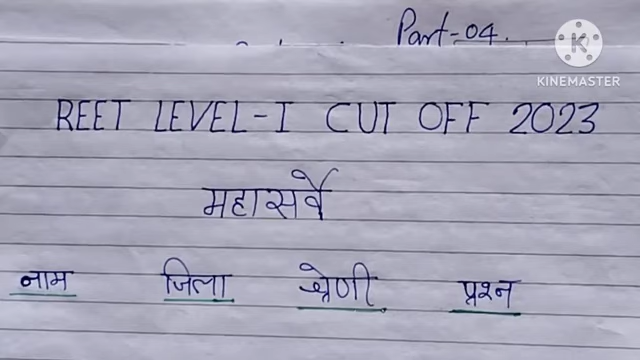 Part-04.
KINEMASTER
REET LEVEL-I CUT OFF 2023
महासर्वे
नाम जिला श्रेणी प्रश्न